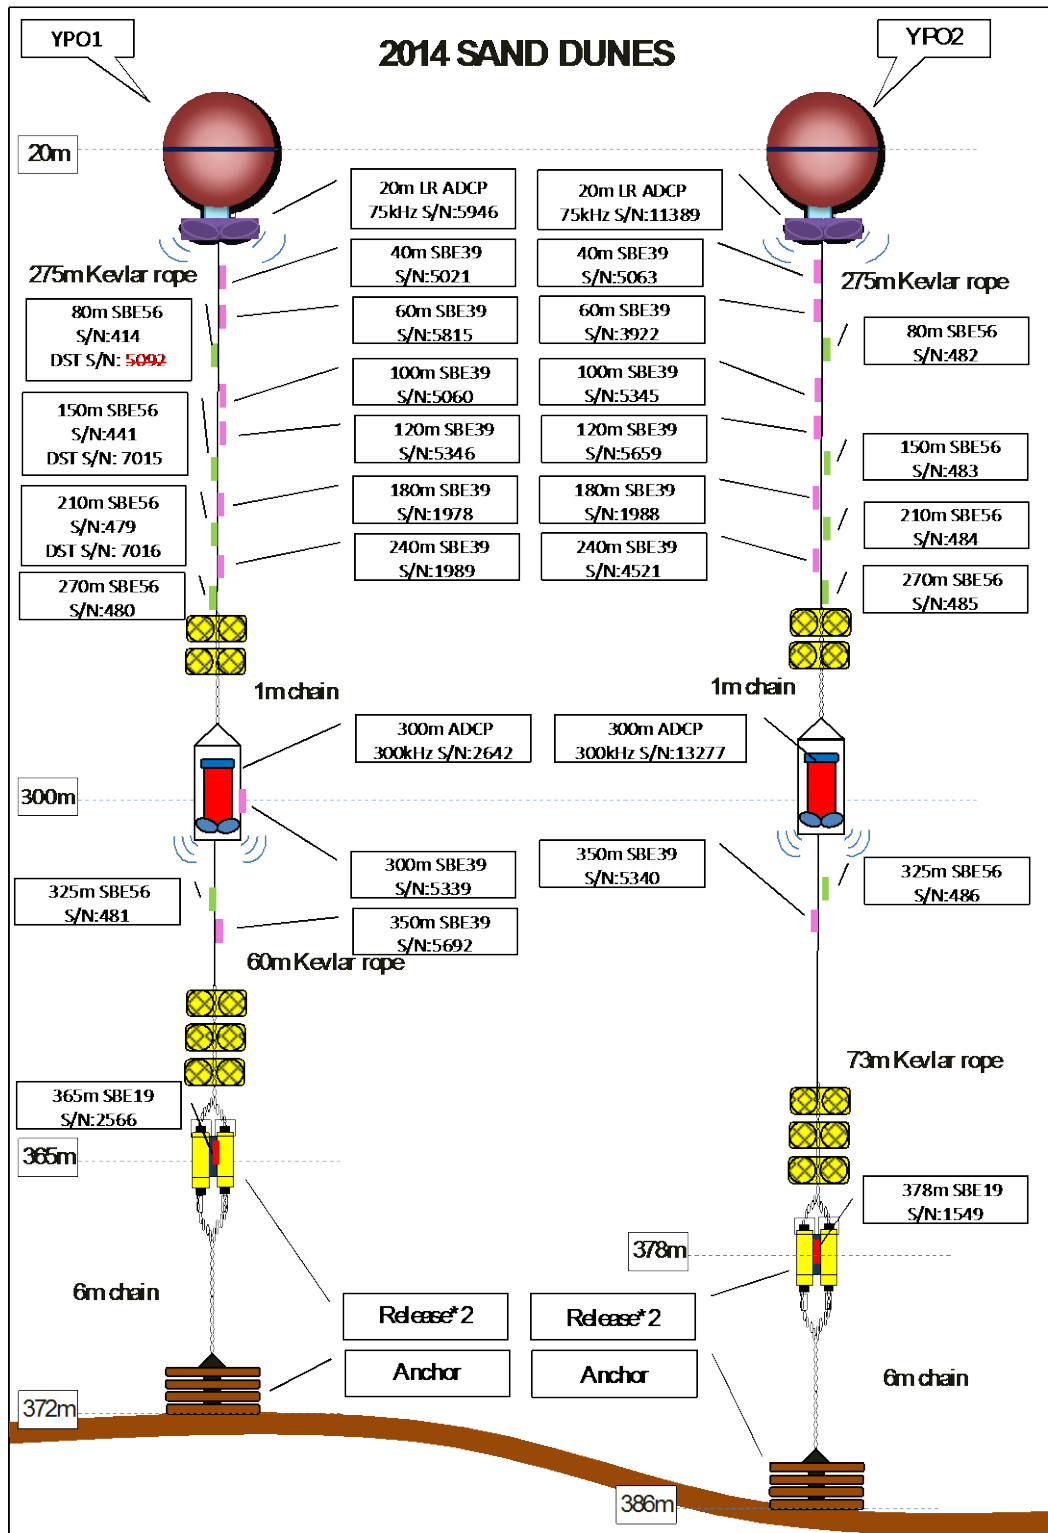 YPO1
2014 SAND DUNES
YPO2
20m
20m LR ADCP
75kHz S/N:5946
20m LR ADCP
75kHz S/N:11389
275m Kevlar rope
40m SBE39
S/N:5021
40m SBE39
S/N:5063
275m Kevlar rope
80m SBE56
S/N:414
DST S/N: 5092
60m SBE39
S/N:5815
60m SBE39
S/N:3922
80m SBE56
S/N:482
100m SBE39
S/N:5060
100m SBE39
S/N:5345
150m SBE56
S/N:441
DST S/N: 7015
120m SBE39
S/N:5346
120m SBE39
S/N:5659
150m SBE56
S/N:483
210m SBE56
S/N:479
DST S/N: 7016
180m SBE39
S/N:1978
180m SBE39
S/N:1988
210m SBE56
S/N:484
240m SBE39
S/N:1989
240m SBE39
S/N:4521
270m SBE56
S/N:480
270m SBE56
S/N:485
1m chain
1m chain
300m ADCP
300kHz S/N:2642
300m ADCP
300kHz S/N:13277
300m
300m SBE39
S/N:5339
350m SBE39
S/N:5340
325m SBE56
S/N:481
325m SBE56
S/N:486
350m SBE39
S/N:5692
60m Kevlar rope
73m Kevlar rope
365m SBE19
S/N:2566
365m
378m SBE19
S/N:1549
378m
6m chain
Release*2
Release*2
Anchor
Anchor
6m chain
372m
386m